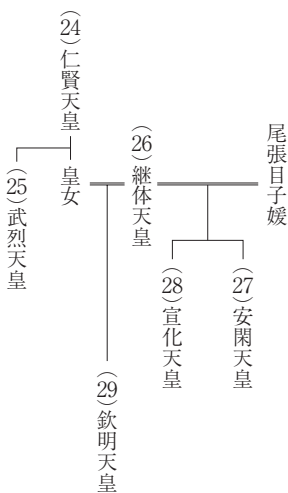 尾張目子媛
(27)安閑天皇
(28)宣化天皇
(26)継体天皇
(29)欽明天皇
皇女
(24)仁賢天皇
(25)武烈天皇